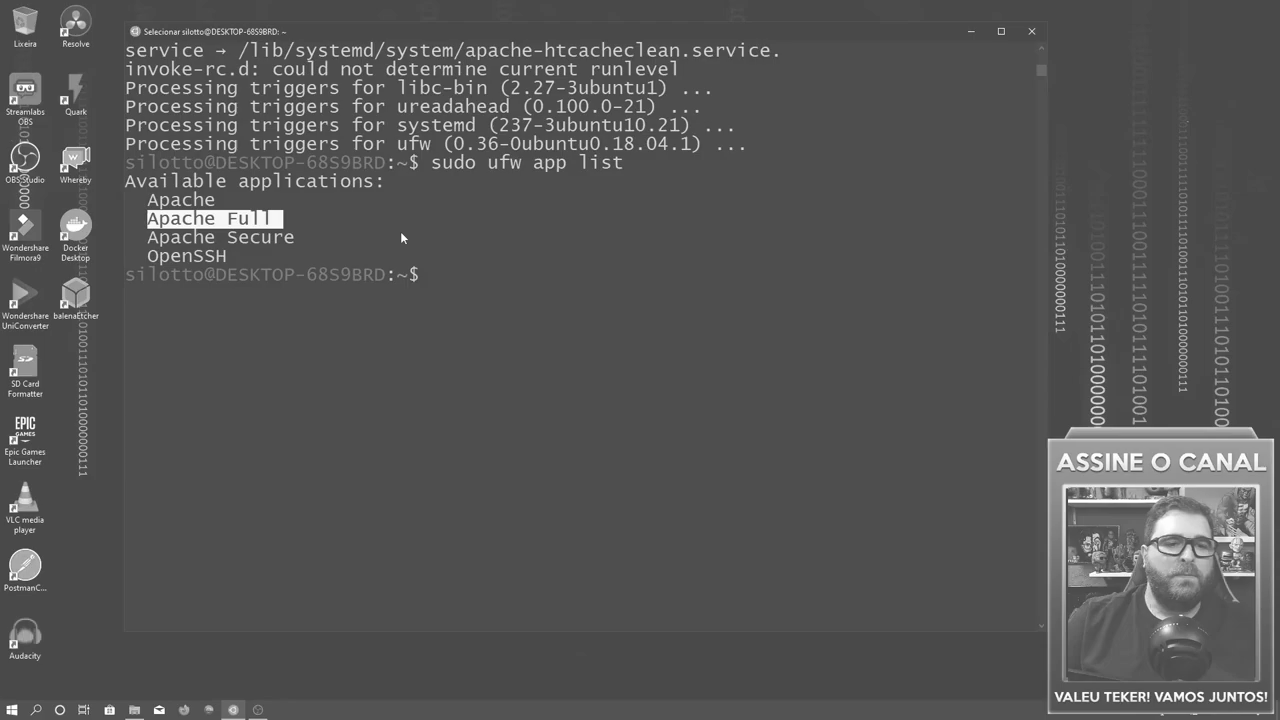 Lixeira
Resolve
Streamlabs
OBS
Quark
OBS Studio
Whereby
Wondershare
Filmora9
Docker
Desktop
Wondershare
UniConverter
balenaEtcher
SD Card
Formatter
EPIC
GAMES
Epic Games
Launcher
VLC media
player
PostmanC...
Audacity
Selecionar silotto@DESKTOP-68S9BRD: ~
service → /lib/systemd/system/apache-htcacheclean.service.
invoke-rc.d: could not determine current runlevel
Processing triggers for libc-bin (2.27-3ubuntu1) ...
Processing triggers for ureadahead (0.100.0-21) ...
Processing triggers for systemd (237-3ubuntu10.21) ...
Processing triggers for ufw (0.36-0ubuntu0.18.04.1) ...
silotto@DESKTOP-68S9BRD:~$ sudo ufw app list
Available applications:
Apache
Apache Full
Apache Secure
OpenSSH
silotto@DESKTOP-68S9BRD:~$
ASSINE O CANAL
VALEU TEKER! VAMOS JUNTOS!